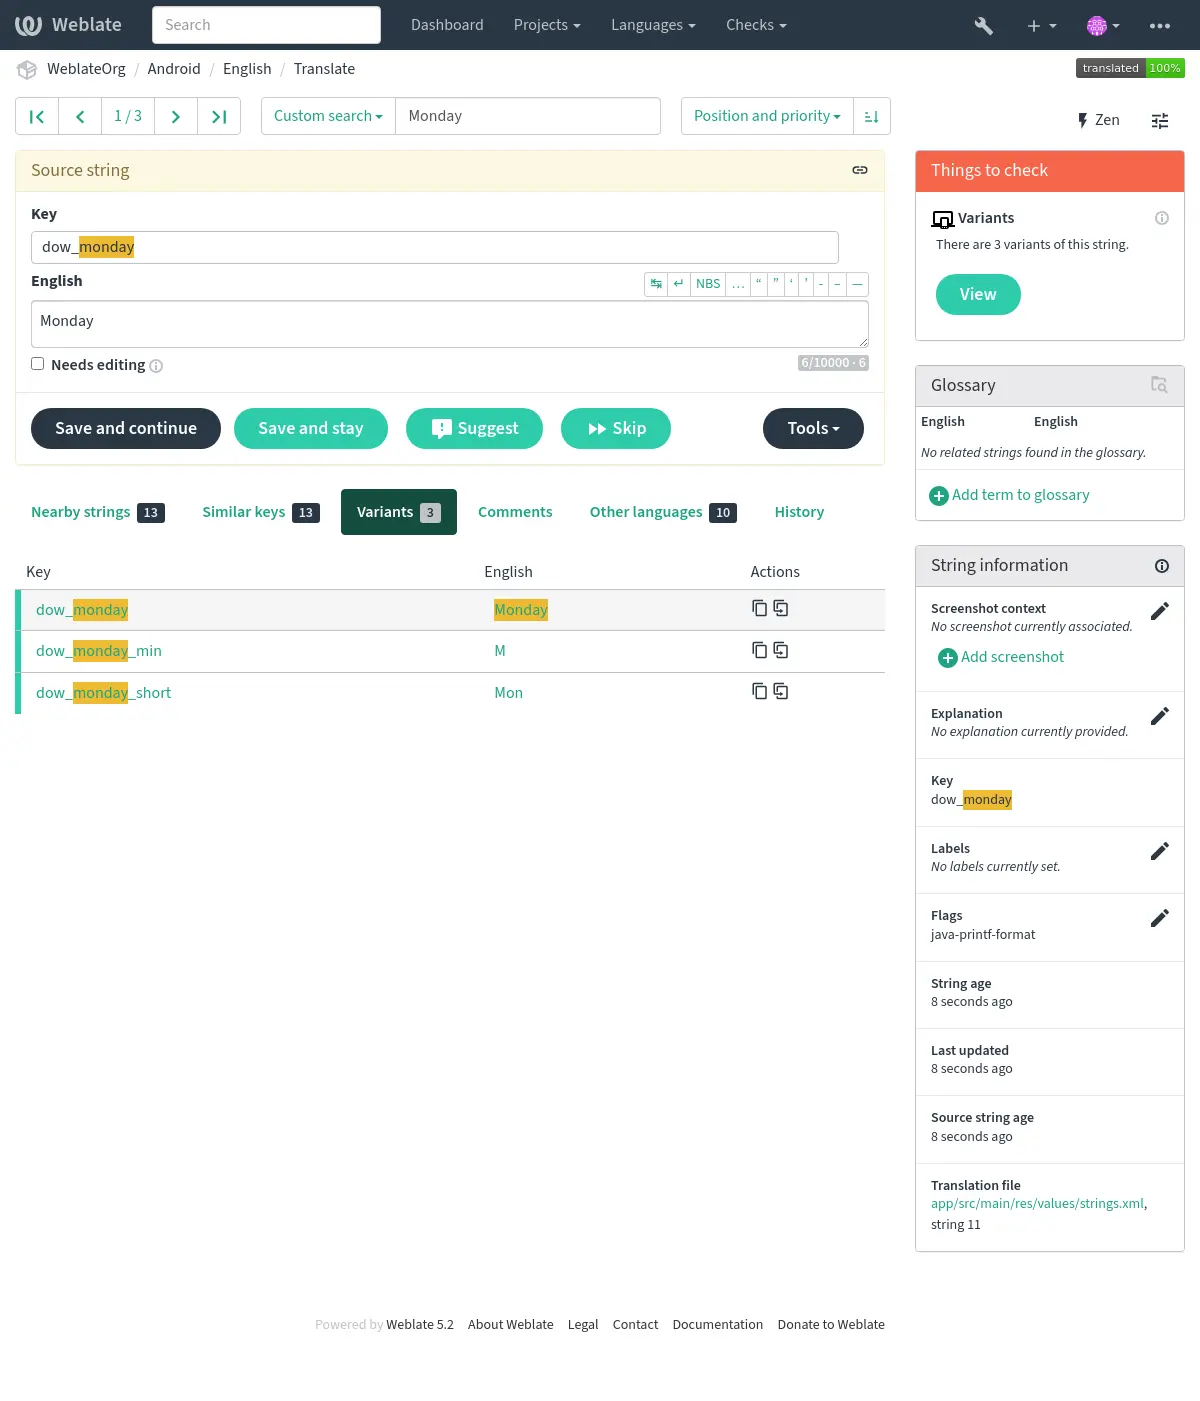 Weblate
Search
Dashboard Projects Languages Checks
WeblateOrg / Android / English / Translate
translated 100%
1 / 3
Custom search Monday
Position and priority
Zen
Source string
Key
dow_monday
English
NBS … “ ” ‘ ’ - – —
Monday
Needs editing
6/10000 · 6
Save and continue Save and stay Suggest Skip Tools
Nearby strings 13 Similar keys 13 Variants 3 Comments Other languages 10 History
Key English Actions
dow_monday Monday
dow_monday_min M
dow_monday_short Mon
Things to check
Variants
There are 3 variants of this string.
View
Glossary
English English
No related strings found in the glossary.
Add term to glossary
String information
Screenshot context
No screenshot currently associated.
Add screenshot
Explanation
No explanation currently provided.
Key
dow_monday
Labels
No labels currently set.
Flags
java-printf-format
String age
8 seconds ago
Last updated
8 seconds ago
Source string age
8 seconds ago
Translation file
app/src/main/res/values/strings.xml,
string 11
Powered by Weblate 5.2 About Weblate Legal Contact Documentation Donate to Weblate